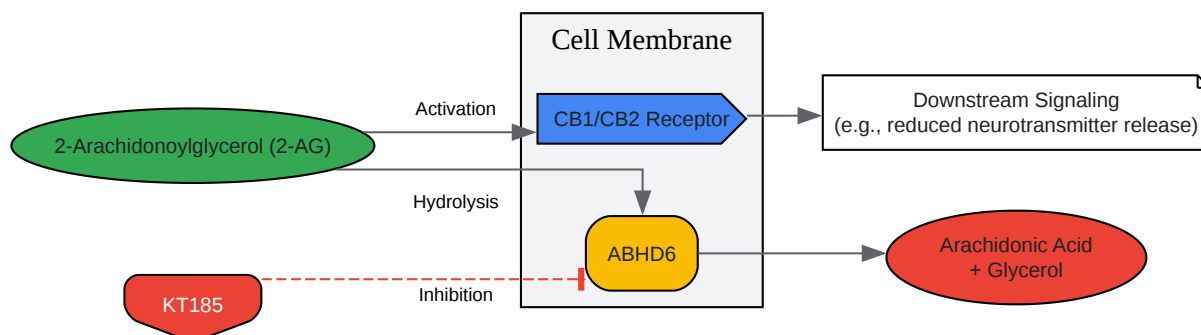 Cell Membrane
Activation
CB1/CB2 Receptor
Downstream Signaling
(e.g., reduced neurotransmitter release)
2-Arachidonoylglycerol (2-AG)
Hydrolysis
ABHD6
Arachidonic Acid
+ Glycerol
KT185
Inhibition